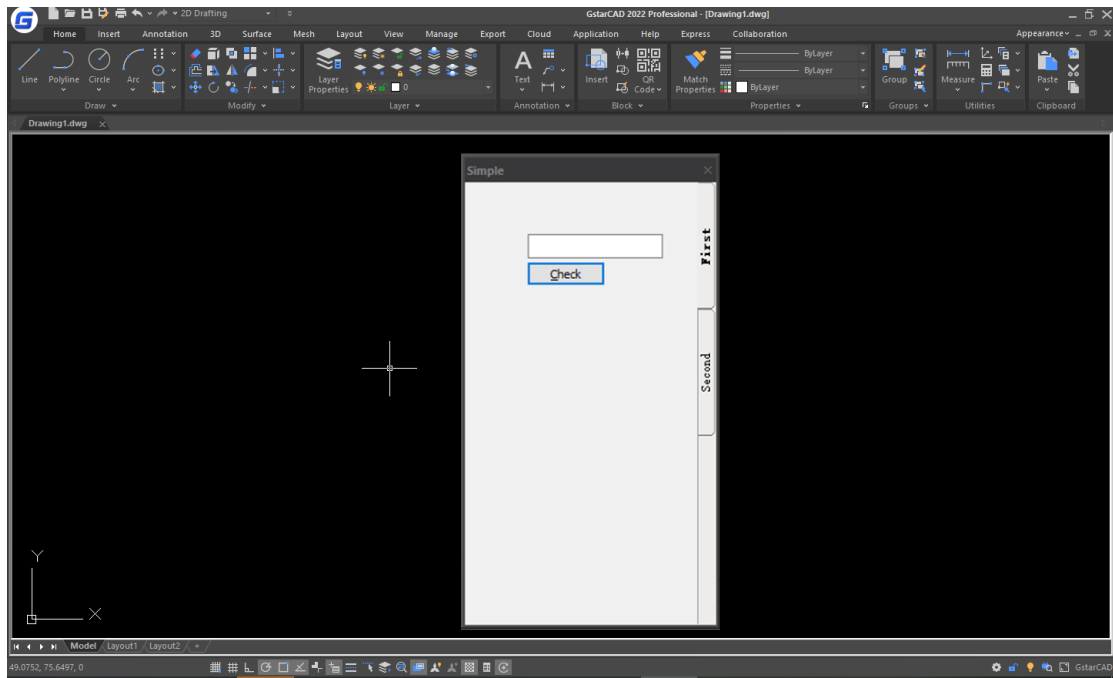 2D Drafting
GstarCAD 2022 Professional - [Drawing1.dwg]
Home Insert Annotation 3D Surface Mesh Layout View Manage Export Cloud Application Help Express Collaboration Appearance
Line Polyline Circle Arc
Draw
Modify
Layer Properties
0
Layer
Text
Annotation
Insert
QR Code
Block
Match Properties
ByLayer
ByLayer
ByLayer
Properties
Group
Groups
Measure
Utilities
Paste
Clipboard
Drawing1.dwg
Simple
Check
First
Second
Y
X
Model Layout1 Layout2 +
49.0752, 75.6497, 0
GstarCAD